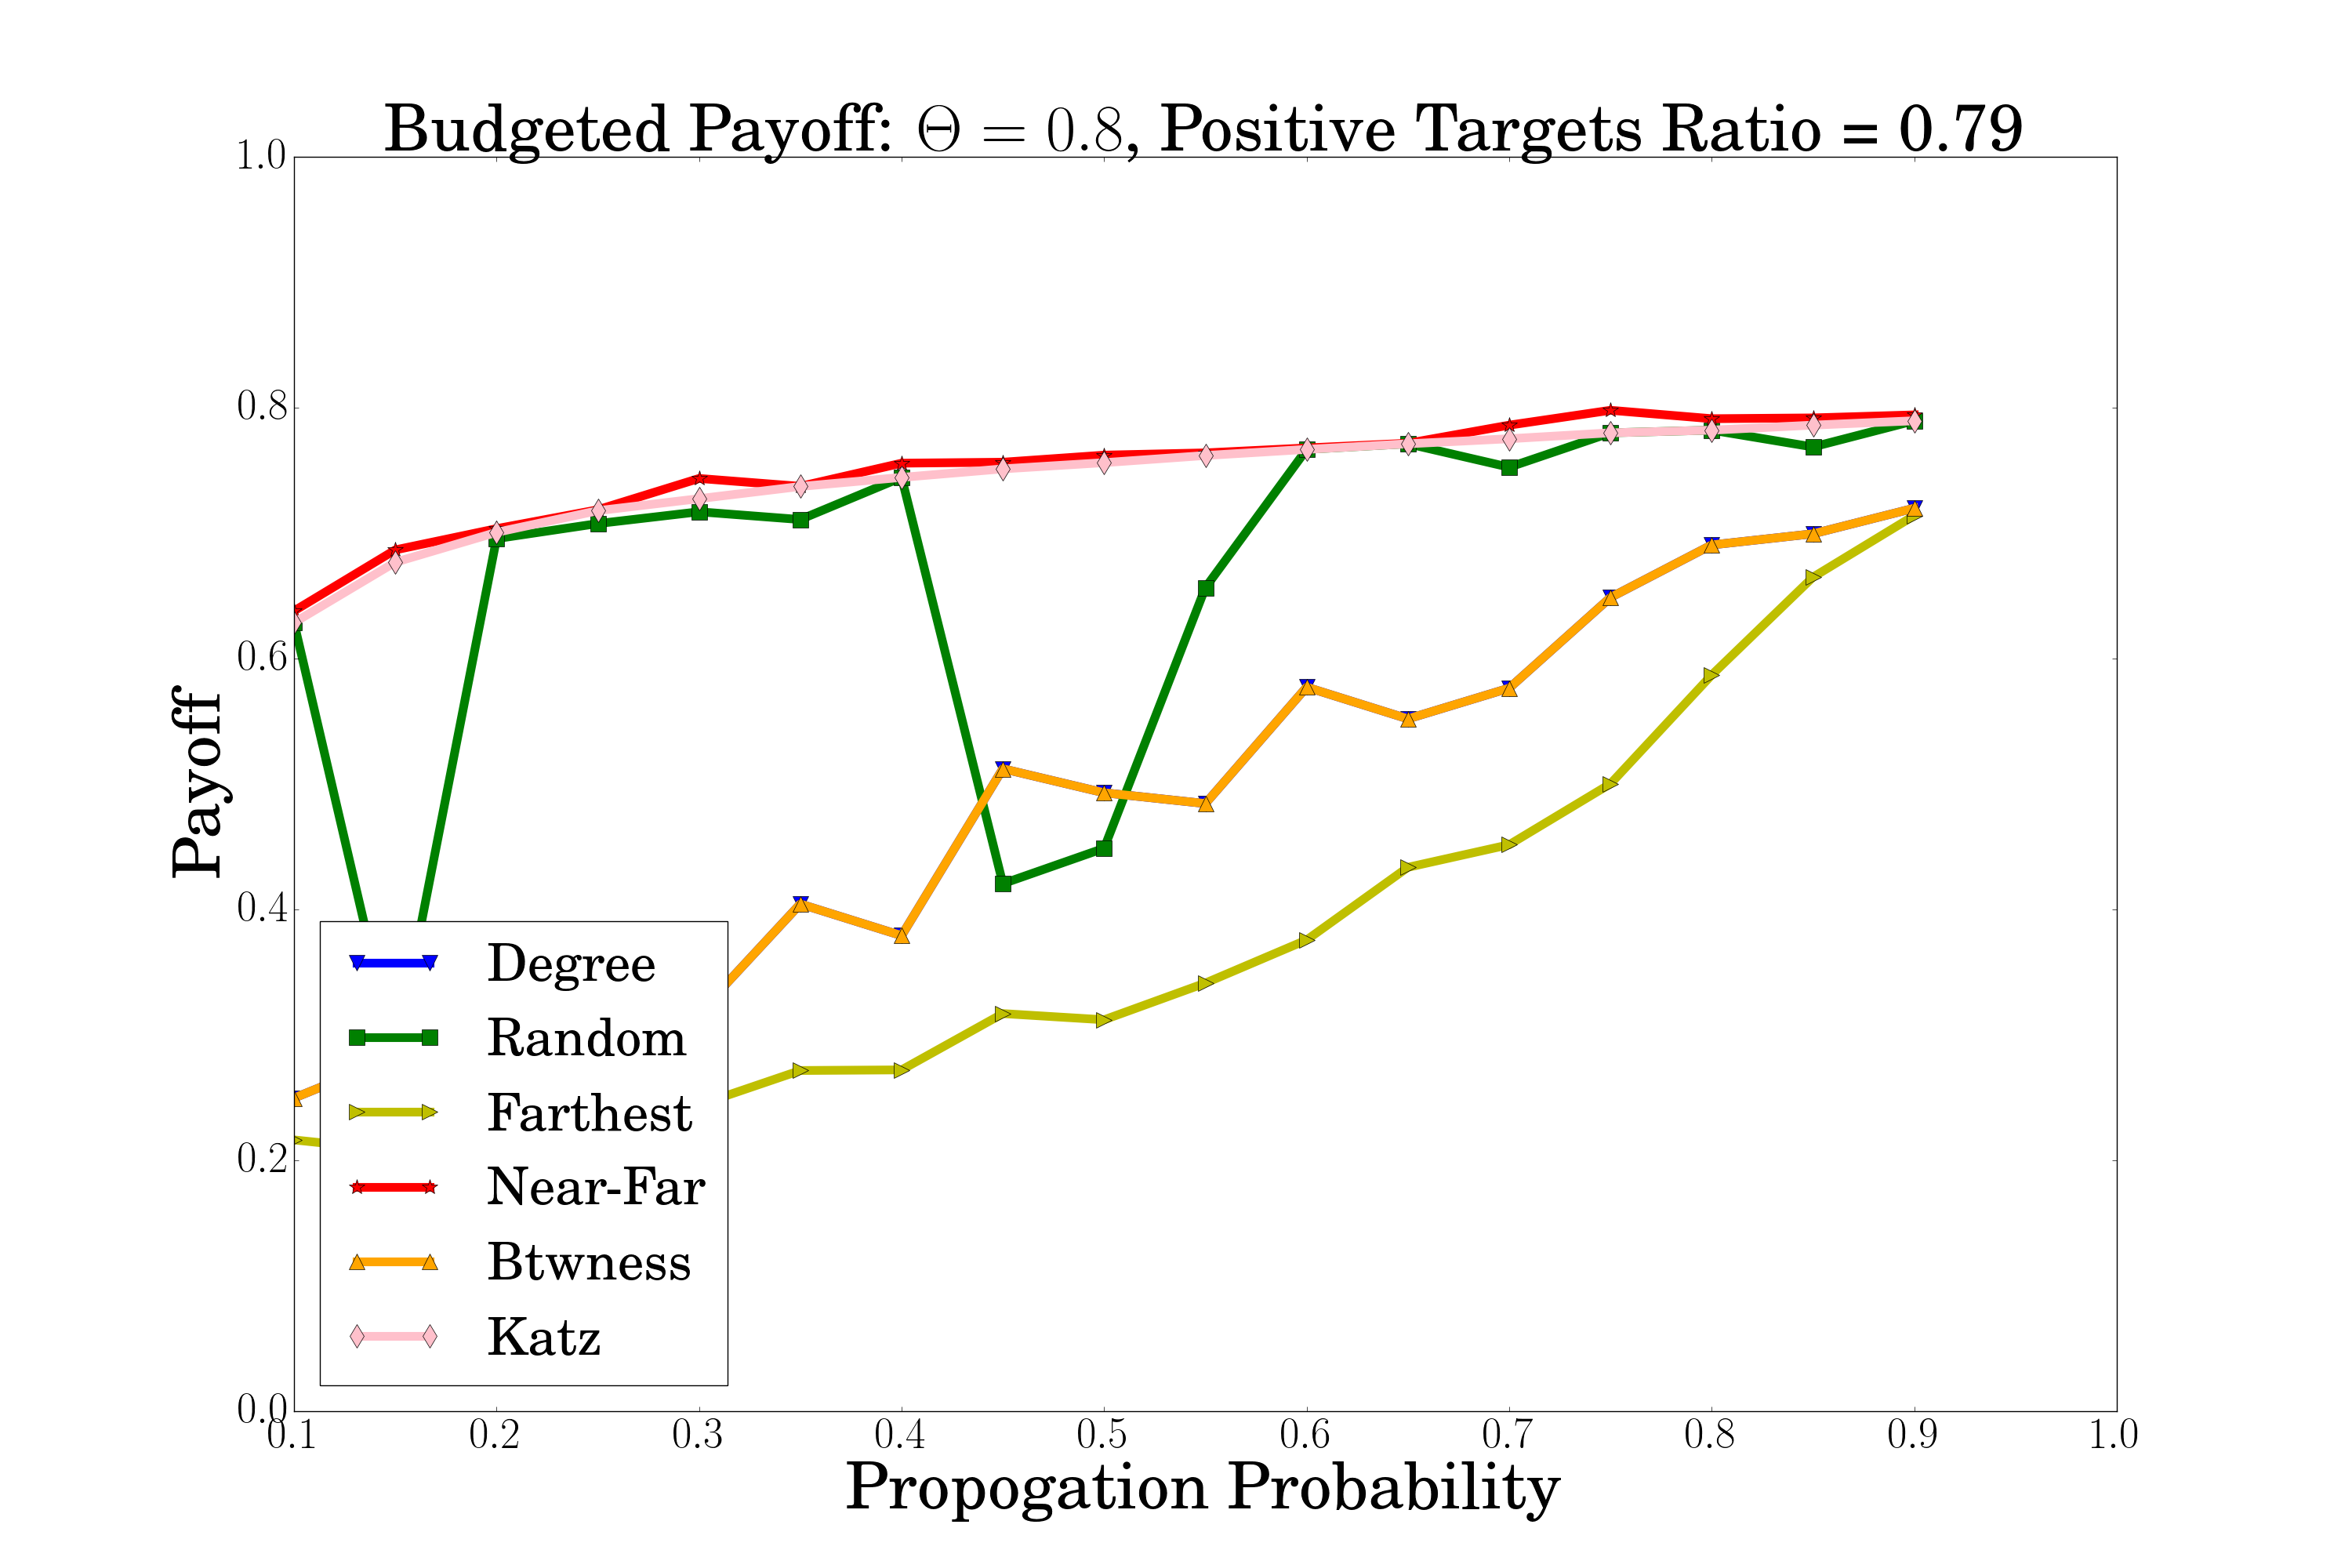 Budgeted Payoff: Θ = 0.8, Positive Targets Ratio = 0.79
1.0
0.8
0.6
0.4
0.2
0.0
Payoff
Degree
Random
Farthest
Near-Far
Btwness
Katz
0.1 0.2 0.3 0.4 0.5 0.6 0.7 0.8 0.9 1.0
Propogation Probability